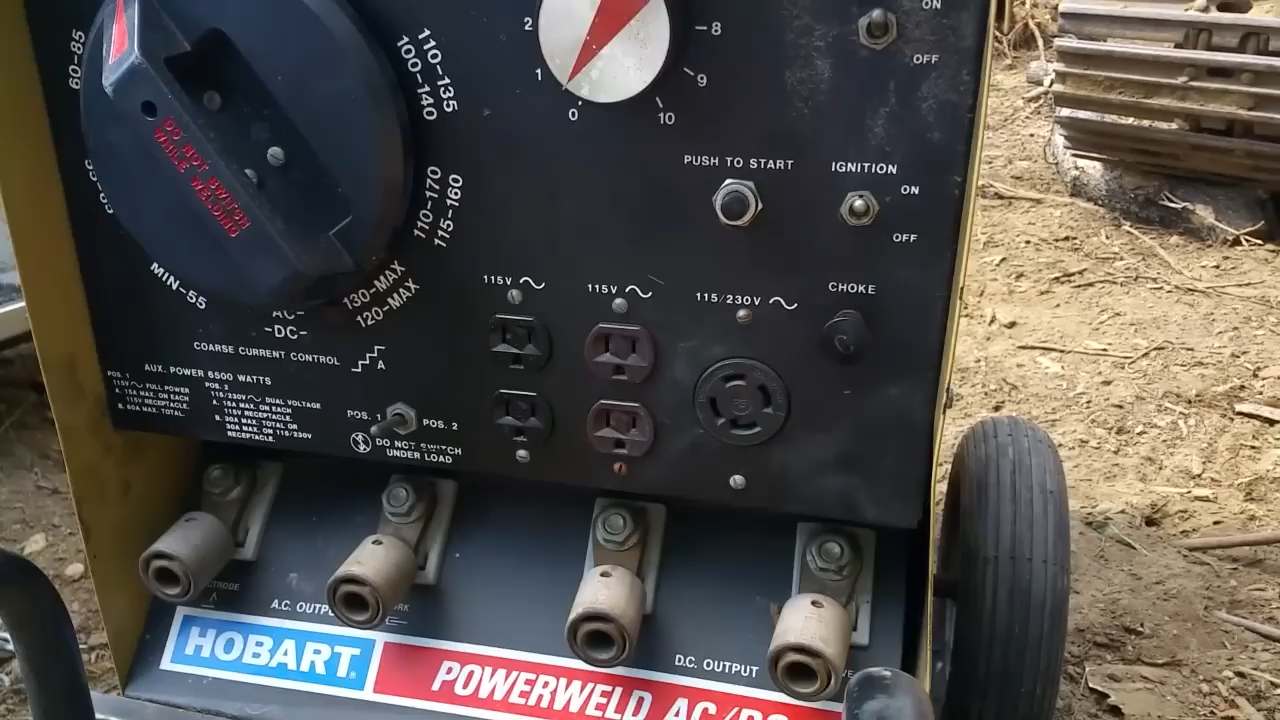 ON
OFF
2
1
0
8
9
10
60-85
110-135
100-140
PUSH TO START
IGNITION
ON
OFF
DO NOT SWITCH
WHILE WELDING
110-170
115-160
MIN-55
130-MAX
120-MAX
AC-
-DC-
COARSE CURRENT CONTROL
A
115V
115V
115/230V
CHOKE
AUX. POWER 6500 WATTS
POS. 1
115V FULL POWER
A. 15A MAX. ON EACH
115V RECEPTACLE.
B. 60A MAX. TOTAL.
POS. 2
115/230V DUAL VOLTAGE
A. 15A MAX. ON EACH
115V RECEPTACLE.
B. 30A MAX. TOTAL OR
30A MAX. ON 115/230V
RECEPTACLE.
POS. 1
POS. 2
DO NOT SWITCH
UNDER LOAD
A.C. OUTPU
D.C. OUTPUT
HOBART
POWERWELD AC/DC